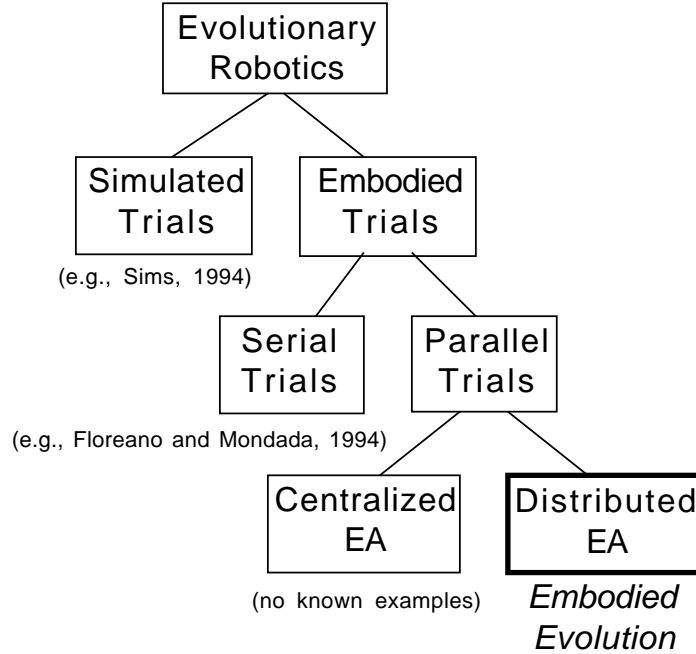 Evolutionary
Robotics
Simulated
Trials
Embodied
Trials
(e.g., Sims, 1994)
Serial
Trials
Parallel
Trials
(e.g., Floreano and Mondada, 1994)
Centralized
EA
Distributed
EA
(no known examples)
Embodied
Evolution